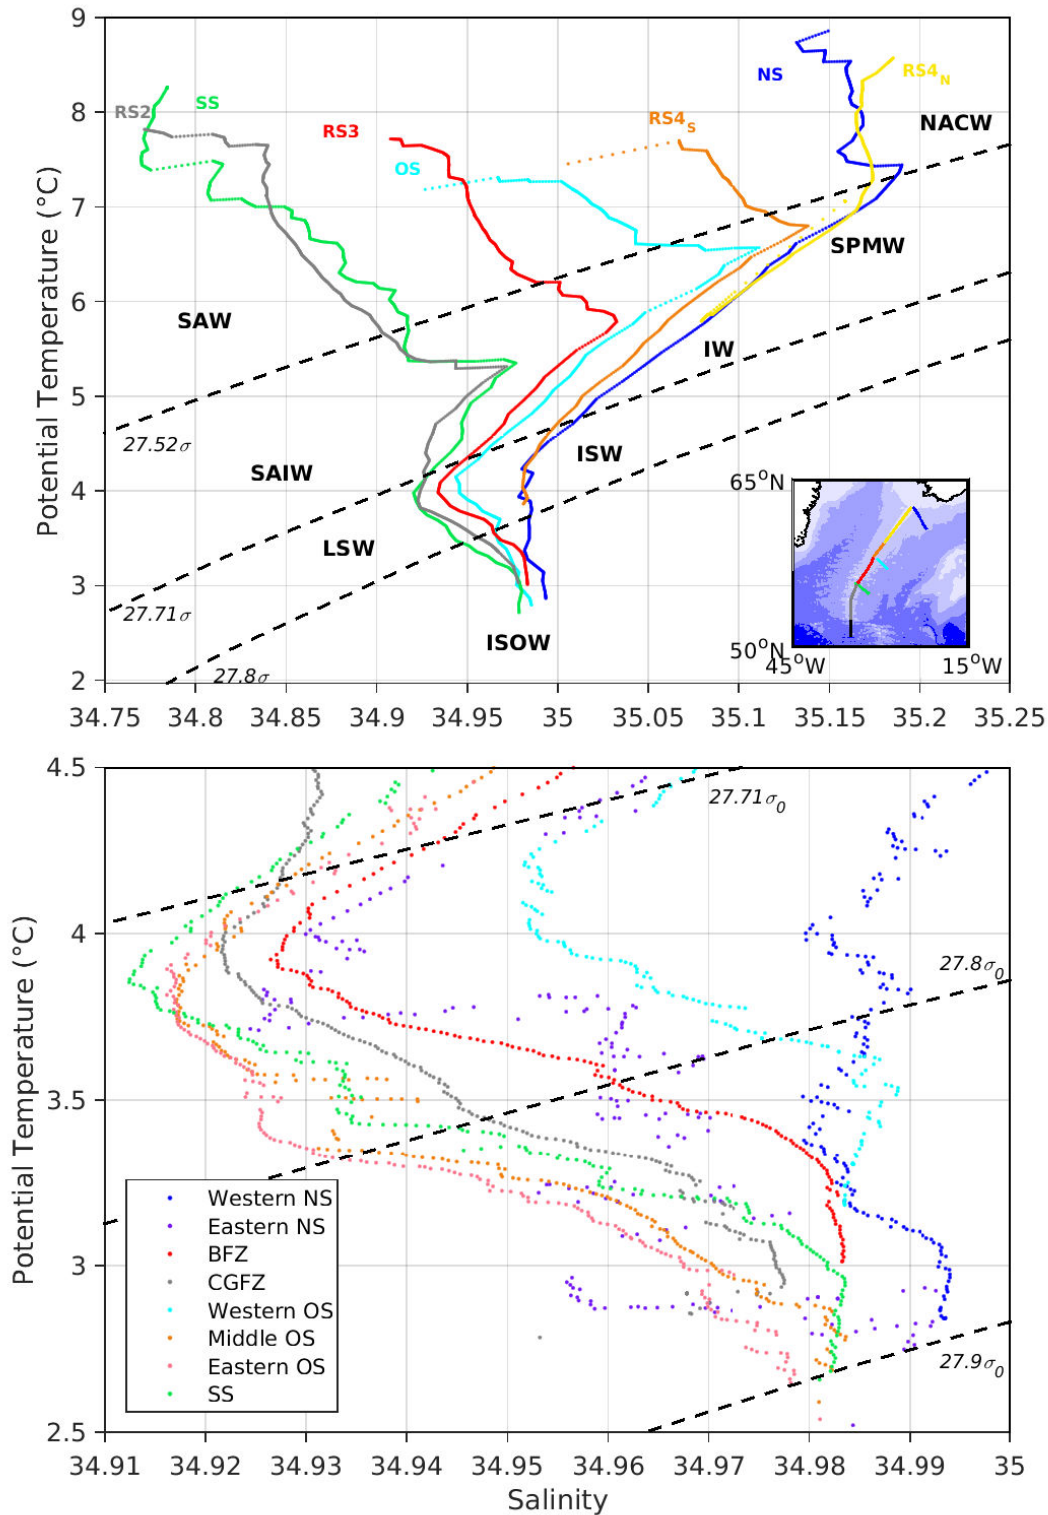 9
8
7
6
5
4
3
2
Potential Temperature (°C)
NS
RS4N
RS2
SS
RS3
RS4S
OS
NACW
SPMW
SAW
IW
27.52σ
ISW
SAIW
LSW
27.71σ
ISOW
27.8σ
65°N
50°N
45°W
15°W
34.75
34.8
34.85
34.9
34.95
35
35.05
35.1
35.15
35.2
35.25
4.5
4
3.5
3
2.5
Potential Temperature (°C)
27.71σ0
27.8σ0
27.9σ0
Western NS
Eastern NS
BFZ
CGFZ
Western OS
Middle OS
Eastern OS
SS
34.91
34.92
34.93
34.94
34.95
34.96
34.97
34.98
34.99
35
Salinity